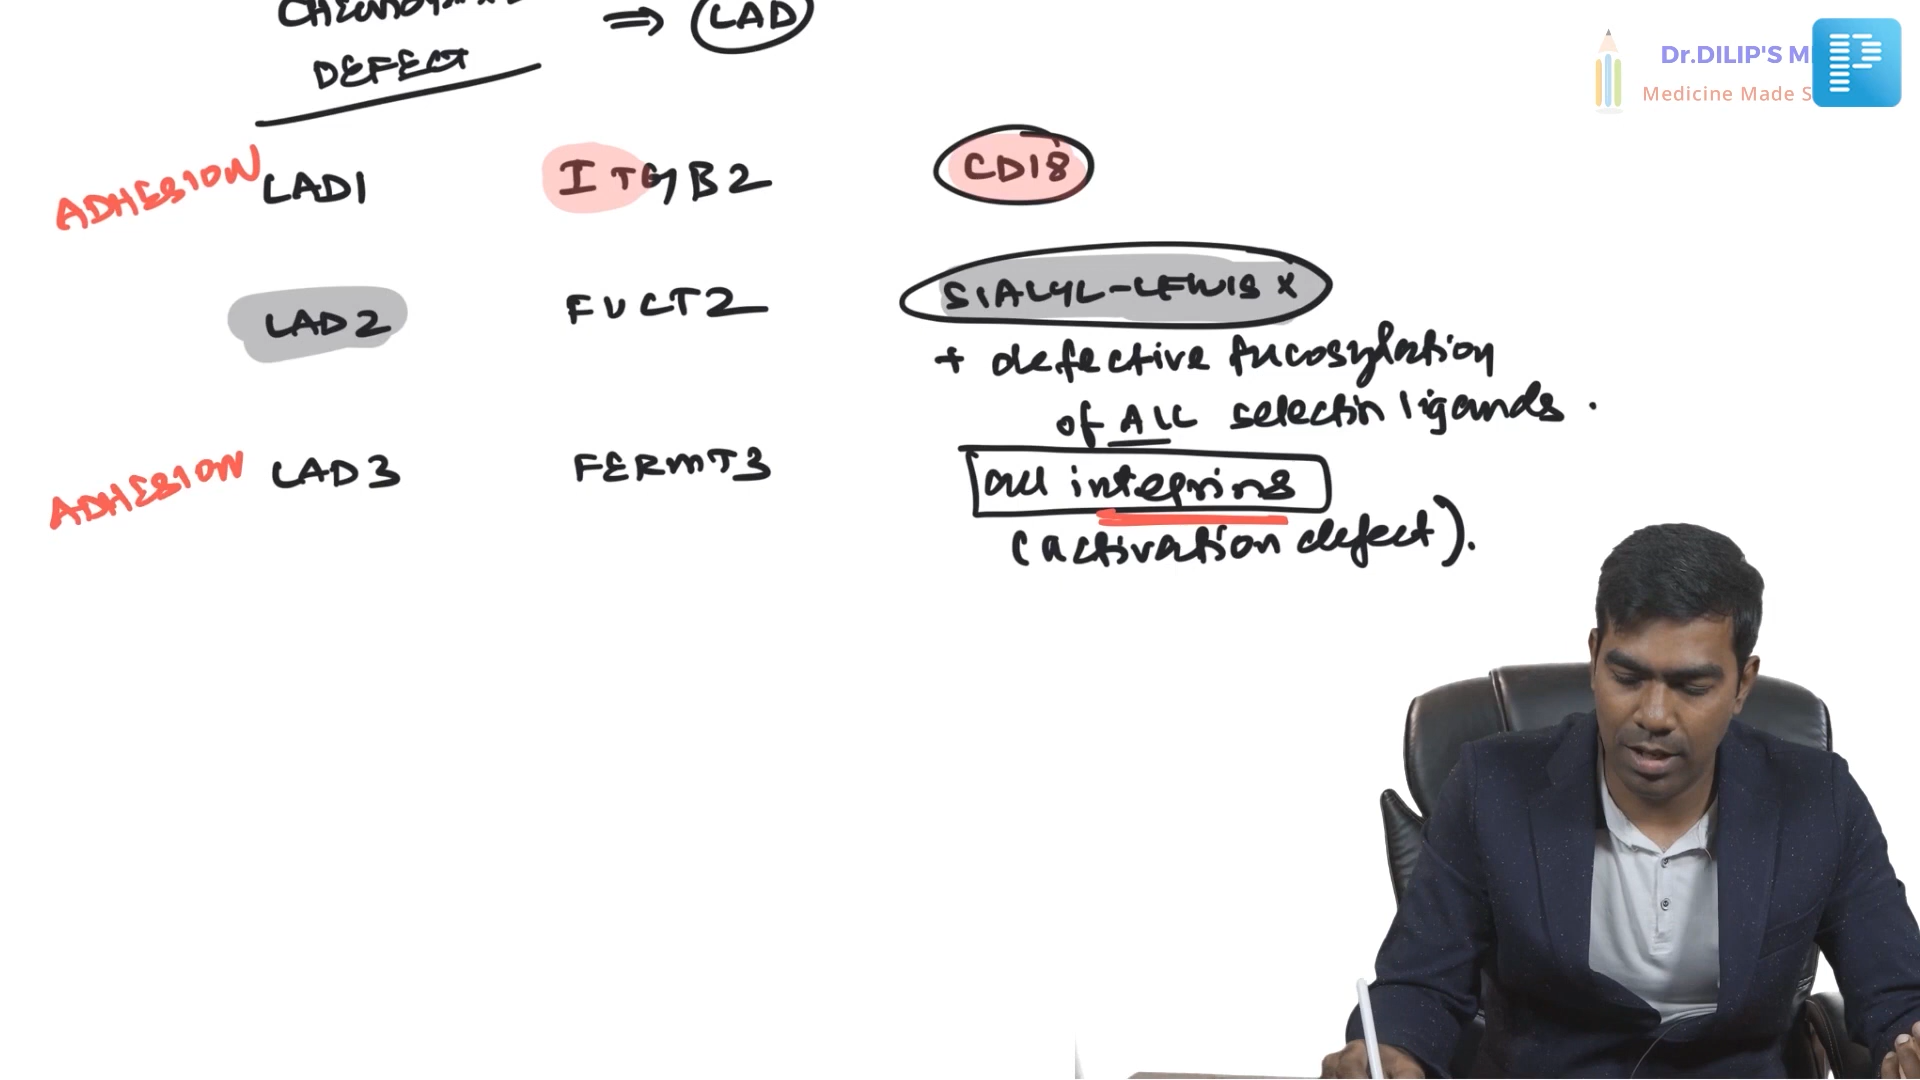 DEFECT ⇒ LAD
Dr.DILIP'S M
Medicine Made S
ADHESION LAD1 ITGB2 CD18
LAD2 FUCT2 SIALYL-LEWIS X
+ defective fucosylation
of ALL selectin ligands.
ADHESION LAD3 FERMT3 all integrins
(activation defect).